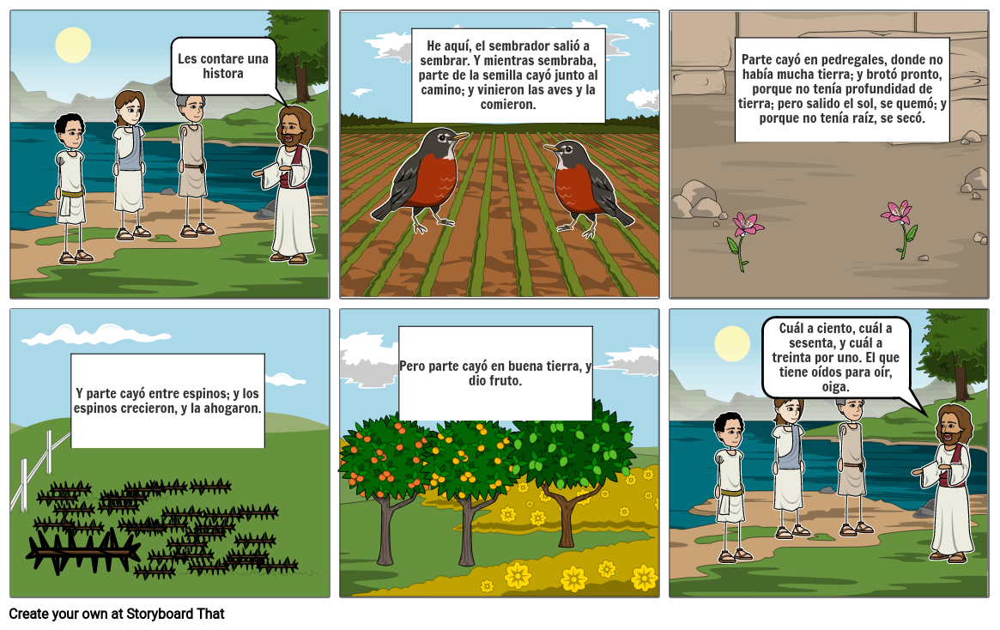 Les contare una
histora
He aquí, el sembrador salió a
sembrar. Y mientras sembraba,
parte de la semilla cayó junto al
camino; y vinieron las aves y la
comieron.
Parte cayó en pedregales, donde no
había mucha tierra; y brotó pronto,
porque no tenía profundidad de
tierra; pero salido el sol, se quemó; y
porque no tenía raíz, se secó.
Y parte cayó entre espinos; y los
espinos crecieron, y la ahogaron.
Pero parte cayó en buena tierra, y
dio fruto.
Cuál a ciento, cuál a
sesenta, y cuál a
treinta por uno. El que
tiene oídos para oír,
oiga.
Create your own at Storyboard That